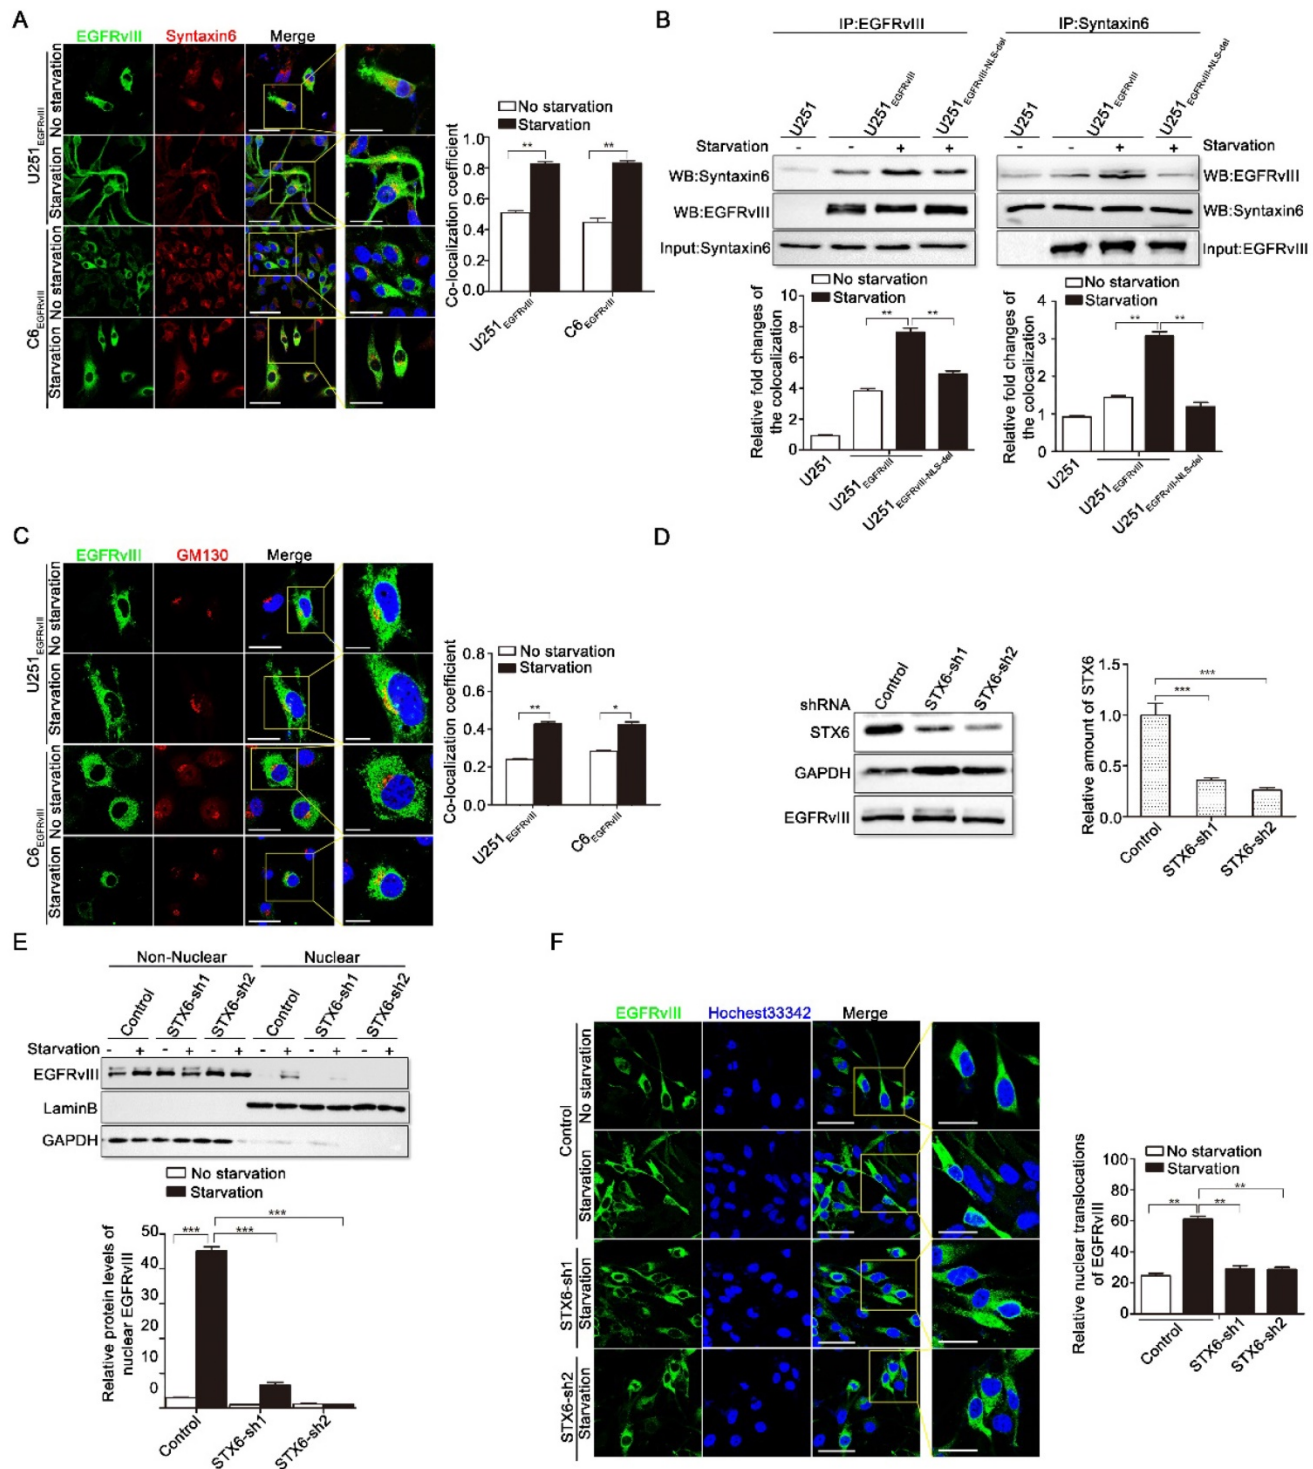 A
EGFRvIII Syntaxin6 Merge
U251EGFRvIII
No starvation
Starvation
C6EGFRvIII
No starvation
Starvation
No starvation
Starvation
Co-localization coefficient
1.0
0.8
0.6
0.4
0.2
0.0
** **
U251EGFRvIII
C6EGFRvIII
B
IP:EGFRvIII IP:Syntaxin6
U251 U251EGFRvIII U251EGFRvIII-NLS-del U251 U251EGFRvIII U251EGFRvIII-NLS-del
Starvation - - + + - - + + Starvation
WB:Syntaxin6 WB:EGFRvIII
WB:EGFRvIII WB:Syntaxin6
Input:Syntaxin6 Input:EGFRvIII
No starvation
Starvation
Relative fold changes of
the colocalization
10
8
6
4
2
0
** **
U251
U251EGFRvIII
U251EGFRvIII-NLS-del
No starvation
Starvation
Relative fold changes of
the colocalization
4
3
2
1
0
** **
U251
U251EGFRvIII
U251EGFRvIII-NLS-del
C
EGFRvIII GM130 Merge
U251EGFRvIII
No starvation
Starvation
C6EGFRvIII
No starvation
Starvation
No starvation
Starvation
Co-localization coefficient
0.8
0.6
0.4
0.2
0.0
** *
U251EGFRvIII
C6EGFRvIII
D
shRNA Control STX6-sh1 STX6-sh2
STX6
GAPDH
EGFRvIII
Relative amount of STX6
1.5
1.0
0.5
0.0
***
***
Control
STX6-sh1
STX6-sh2
E
Non-Nuclear Nuclear
Control STX6-sh1 STX6-sh2 Control STX6-sh1 STX6-sh2
Starvation - + - + - + - + - + - +
EGFRvIII
LaminB
GAPDH
No starvation
Starvation
Relative protein levels of
nuclear EGFRvIII
50
40
30
20
10
0
*** ***
***
Control
STX6-sh1
STX6-sh2
F
EGFRvIII Hochest33342 Merge
Control
No starvation
Starvation
STX6-sh1
Starvation
STX6-sh2
Starvation
No starvation
Starvation
Relative nuclear translocations
of EGFRvIII
100
80
60
40
20
0
** **
**
Control
STX6-sh1
STX6-sh2